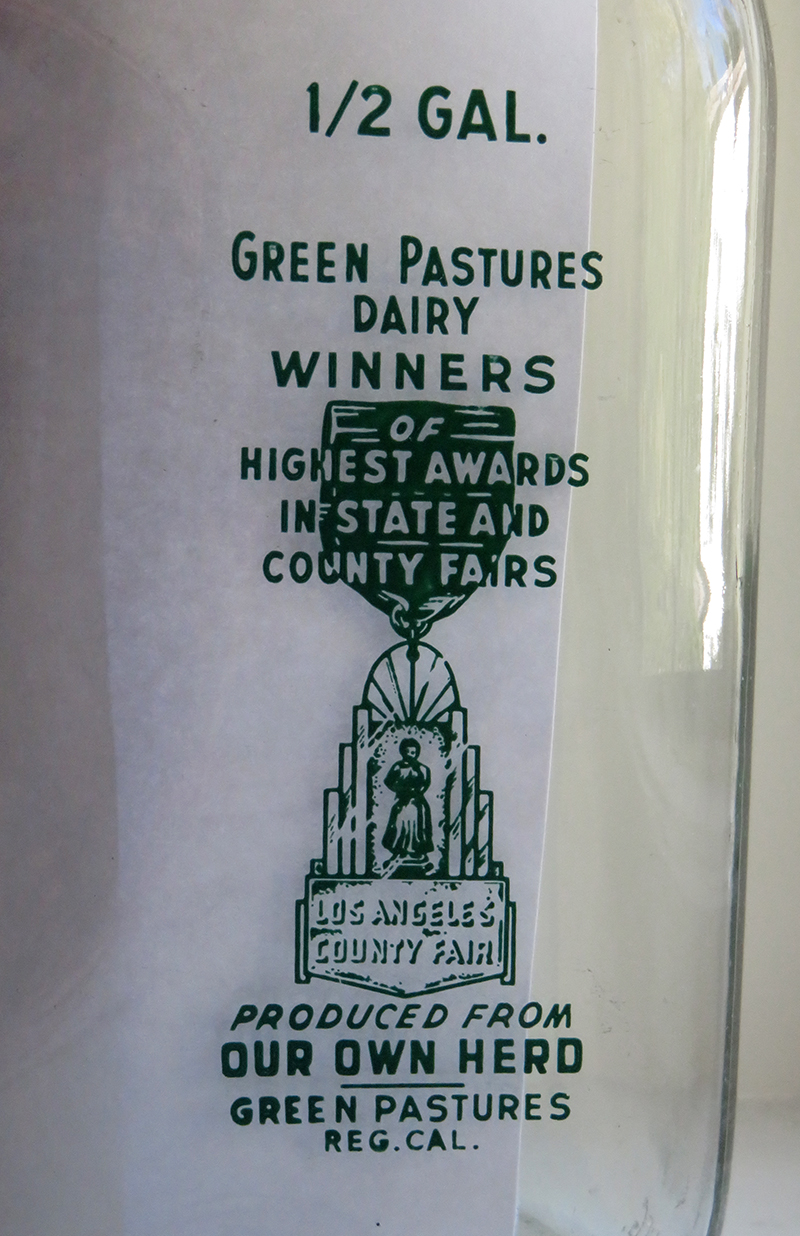 1/2 GAL.
GREEN PASTURES
DAIRY
WINNERS
OF
HIGHEST AWARDS
IN STATE AND
COUNTY FAIRS
LOS ANGELES
COUNTY FAIR
PRODUCED FROM
OUR OWN HERD
GREEN PASTURES
REG.CAL.